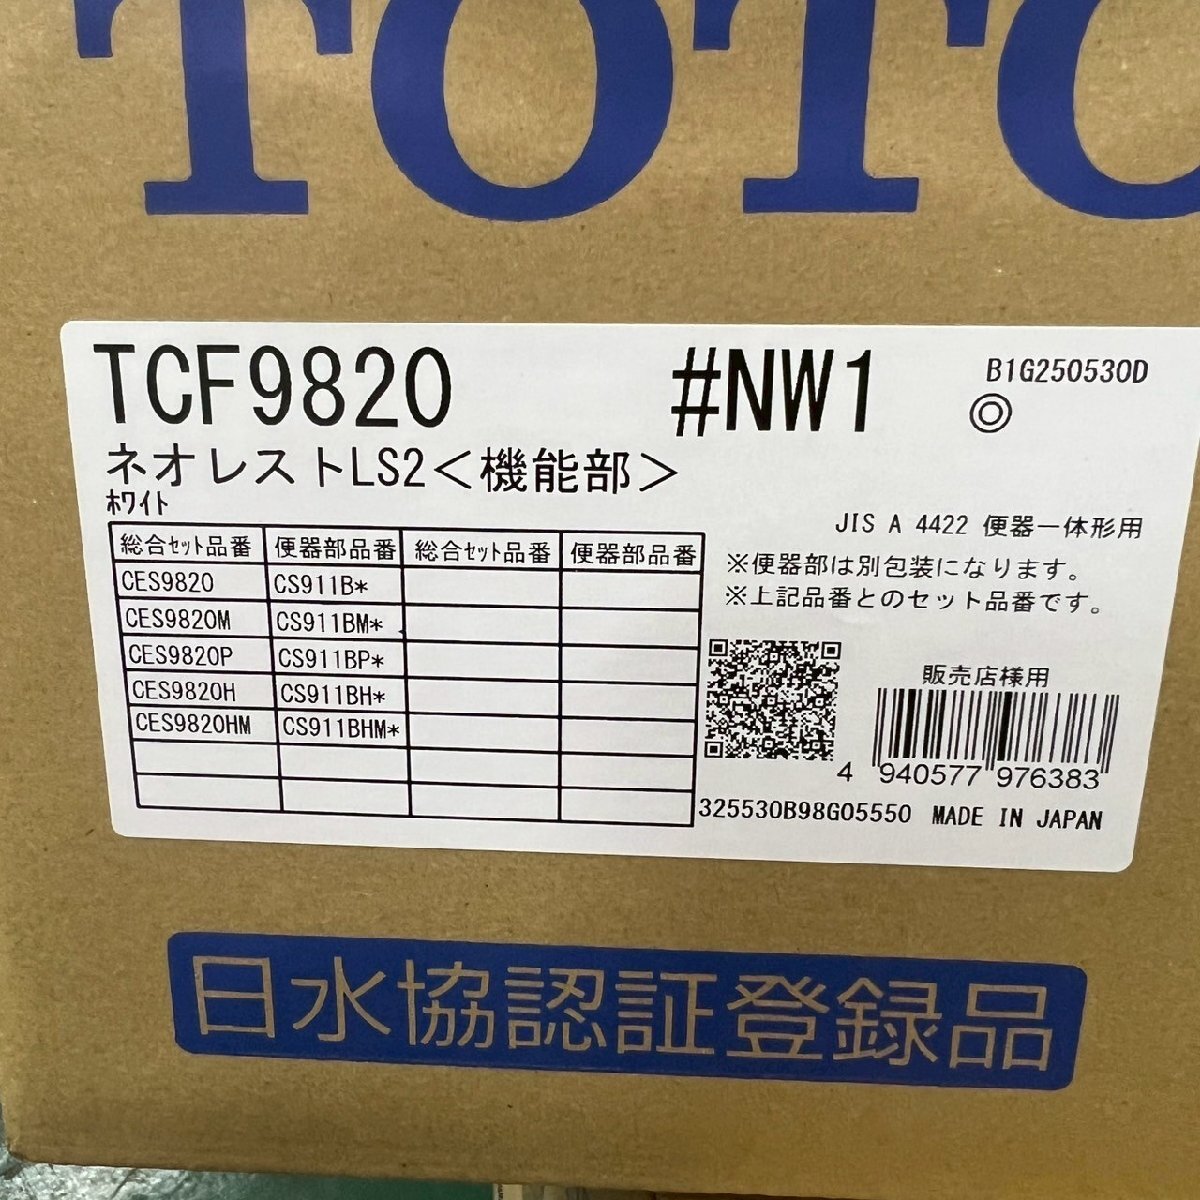 TOTO
TCF9820 #NW1 B1G250530D
ネオレストLS2<機能部>
ホワイト
JIS A 4422 便器一体形用
※便器部は別包装になります。
※上記品番とのセット品番です。
総合セット品番 便器部品番 総合セット品番 便器部品番
CES9820 CS911B*
CES9820M CS911BM*
CES9820P CS911BP*
CES9820H CS911BH*
CES9820HM CS911BHM*
販売店様用
4 940577 976383
325530B98G05550 MADE IN JAPAN
日水協認証登録品